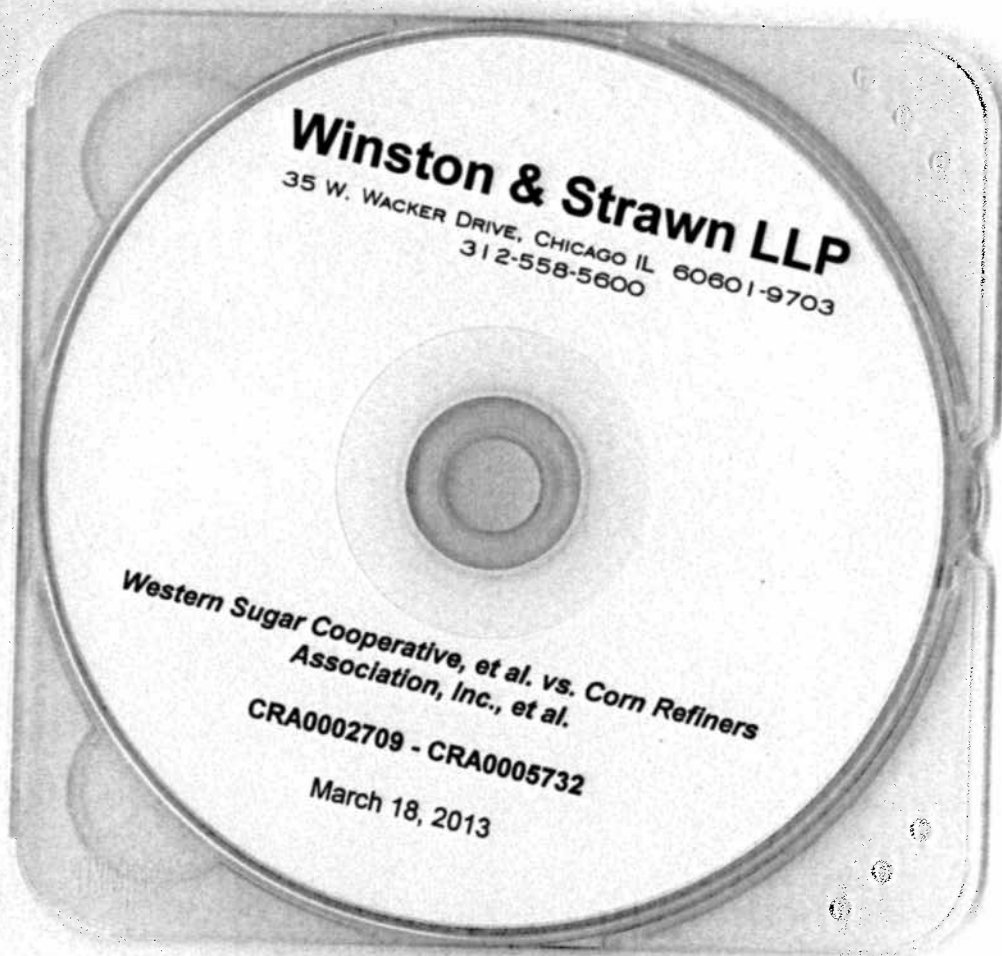 Winston & Strawn LLP
35 W. WACKER DRIVE, CHICAGO IL 60601-9703
312-558-5600
Western Sugar Cooperative, et al. vs. Corn Refiners
Association, Inc., et al.
CRA0002709 - CRA0005732
March 18, 2013